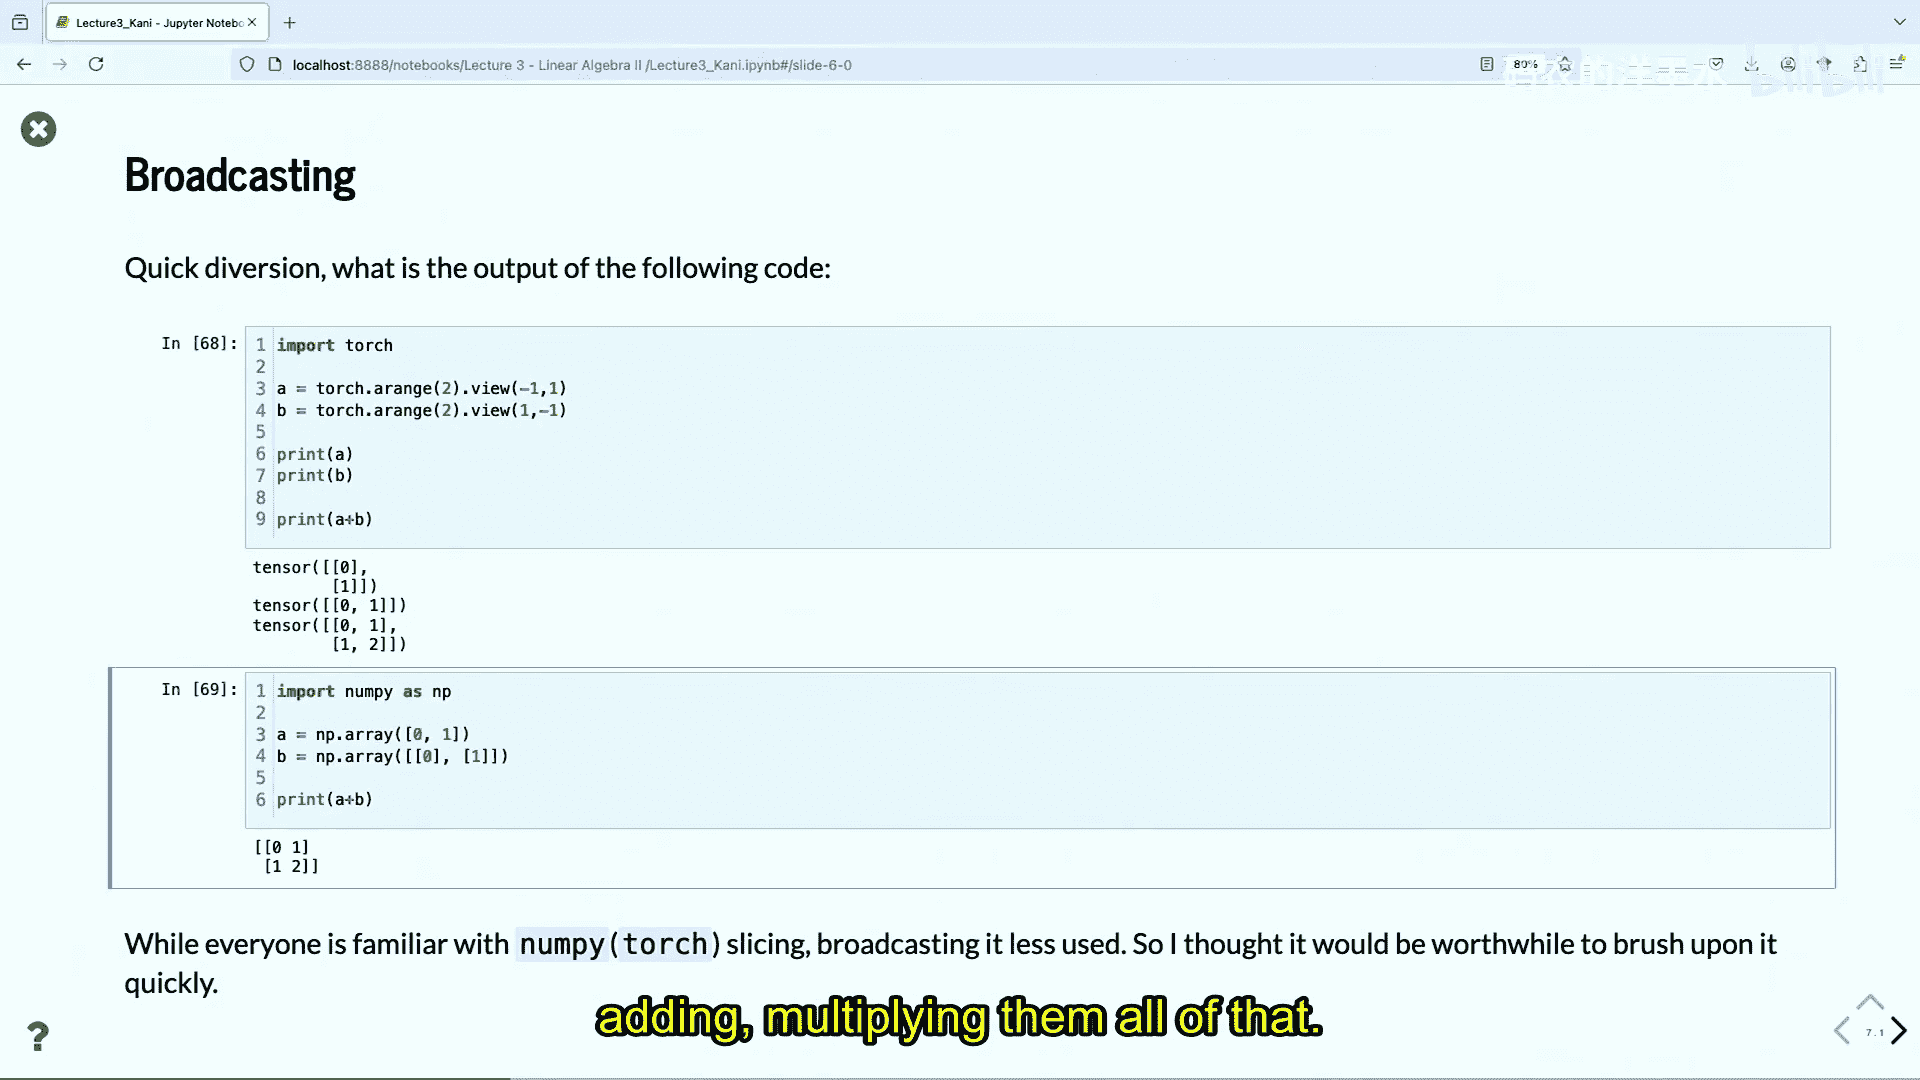 Lecture3_Kani - Jupyter Notebo
localhost:8888/notebooks/Lecture 3 - Linear Algebra II /Lecture3_Kani.ipynb#/slide-6-0
80%
Broadcasting
Quick diversion, what is the output of the following code:
In [68]:
1 import torch
2
3 a = torch.arange(2).view(-1,1)
4 b = torch.arange(2).view(1,-1)
5
6 print(a)
7 print(b)
8
9 print(a+b)
tensor([[0],
[1]])
tensor([[0, 1]])
tensor([[0, 1],
[1, 2]])
In [69]:
1 import numpy as np
2
3 a = np.array([0, 1])
4 b = np.array([[0], [1]])
5
6 print(a+b)
[[0 1]
[1 2]]
While everyone is familiar with numpy(torch) slicing, broadcasting it less used. So I thought it would be worthwhile to brush upon it
quickly.
adding, multiplying them all of that.
?
7.1